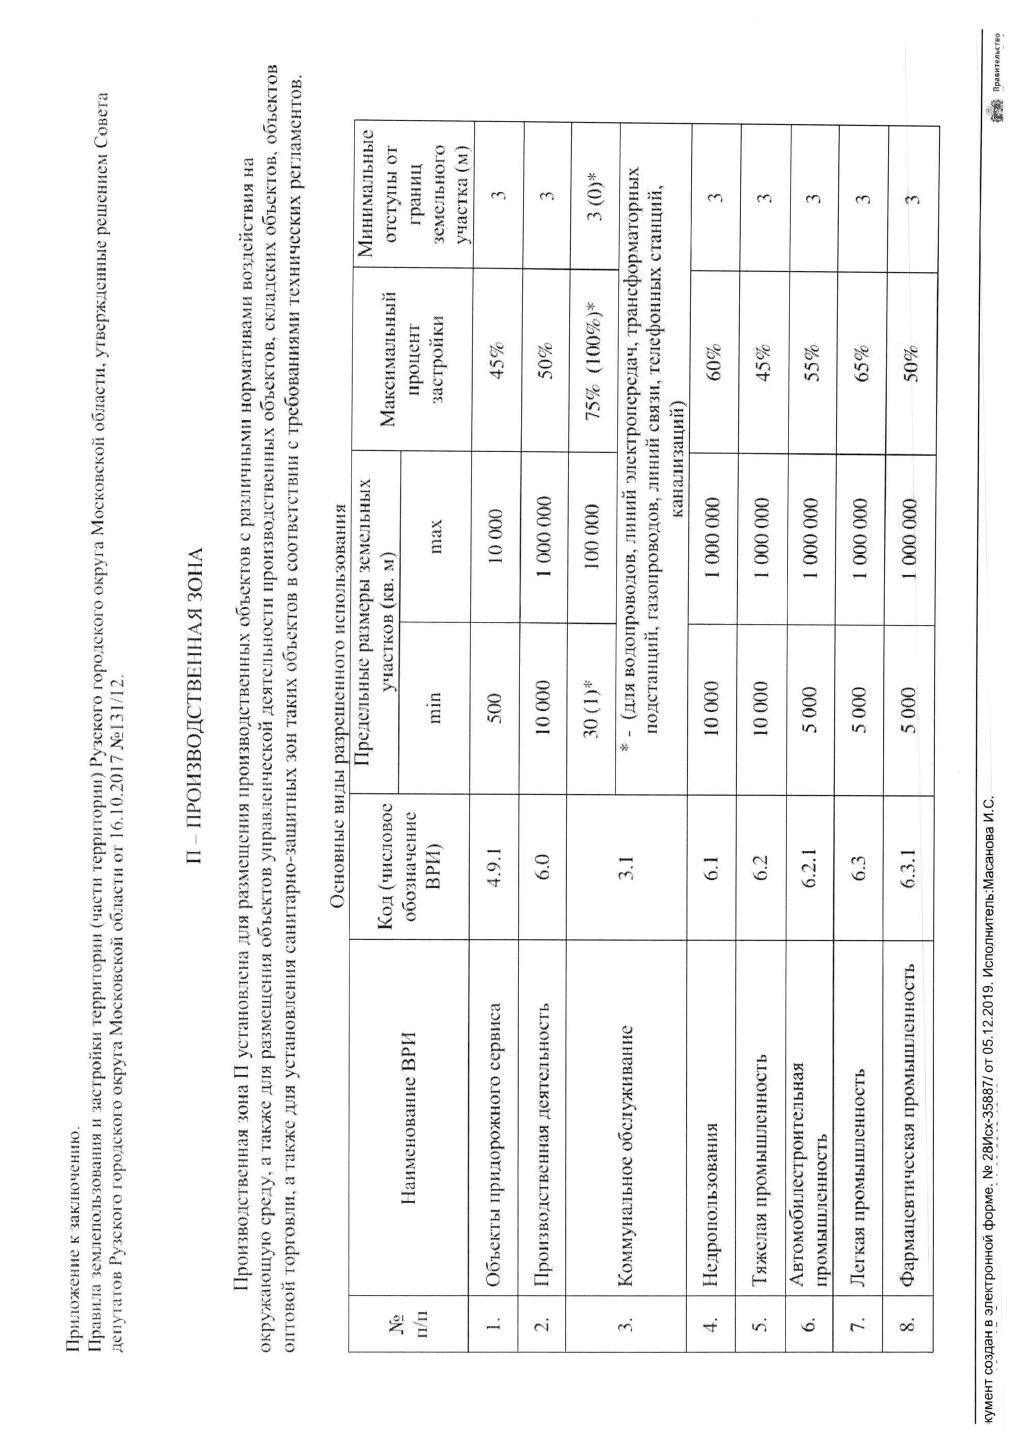 Приложение к заключению.
Правила землепользования и застройки территории (части территории) Рузского городского округа Московской области, утвержденные решением Совета
депутатов Рузского городского округа Московской области от 16.10.2017 №131/12.
П – ПРОИЗВОДСТВЕННАЯ ЗОНА
Производственная зона П установлена для размещения производственных объектов с различными нормативами воздействия на
окружающую среду, а также для размещения объектов управленческой деятельности производственных объектов, складских объектов, объектов
оптовой торговли, а также для установления санитарно-защитных зон таких объектов в соответствии с требованиями технических регламентов.
Основные виды разрешенного использования
№ п/п
Наименование ВРИ
Код (числовое обозначение ВРИ)
Предельные размеры земельных участков (кв. м)
min
max
Максимальный процент застройки
Минимальные отступы от границ земельного участка (м)
1. Объекты придорожного сервиса 4.9.1 500 10 000 45% 3
2. Производственная деятельность 6.0 10 000 1 000 000 50% 3
3. Коммунальное обслуживание 3.1 30 (1)* 100 000 75% (100%)* 3 (0)*
* - (для водопроводов, линий электропередач, трансформаторных
подстанций, газопроводов, линий связи, телефонных станций,
канализаций)
4. Недропользования 6.1 10 000 1 000 000 60% 3
5. Тяжелая промышленность 6.2 10 000 1 000 000 45% 3
6. Автомобилестроительная промышленность 6.2.1 5 000 1 000 000 55% 3
7. Легкая промышленность 6.3 5 000 1 000 000 65% 3
8. Фармацевтическая промышленность 6.3.1 5 000 1 000 000 50% 3
кумент создан в электронной форме. № 28Исх-35887/ от 05.12.2019. Исполнитель:Масанова И.С.
Правительство